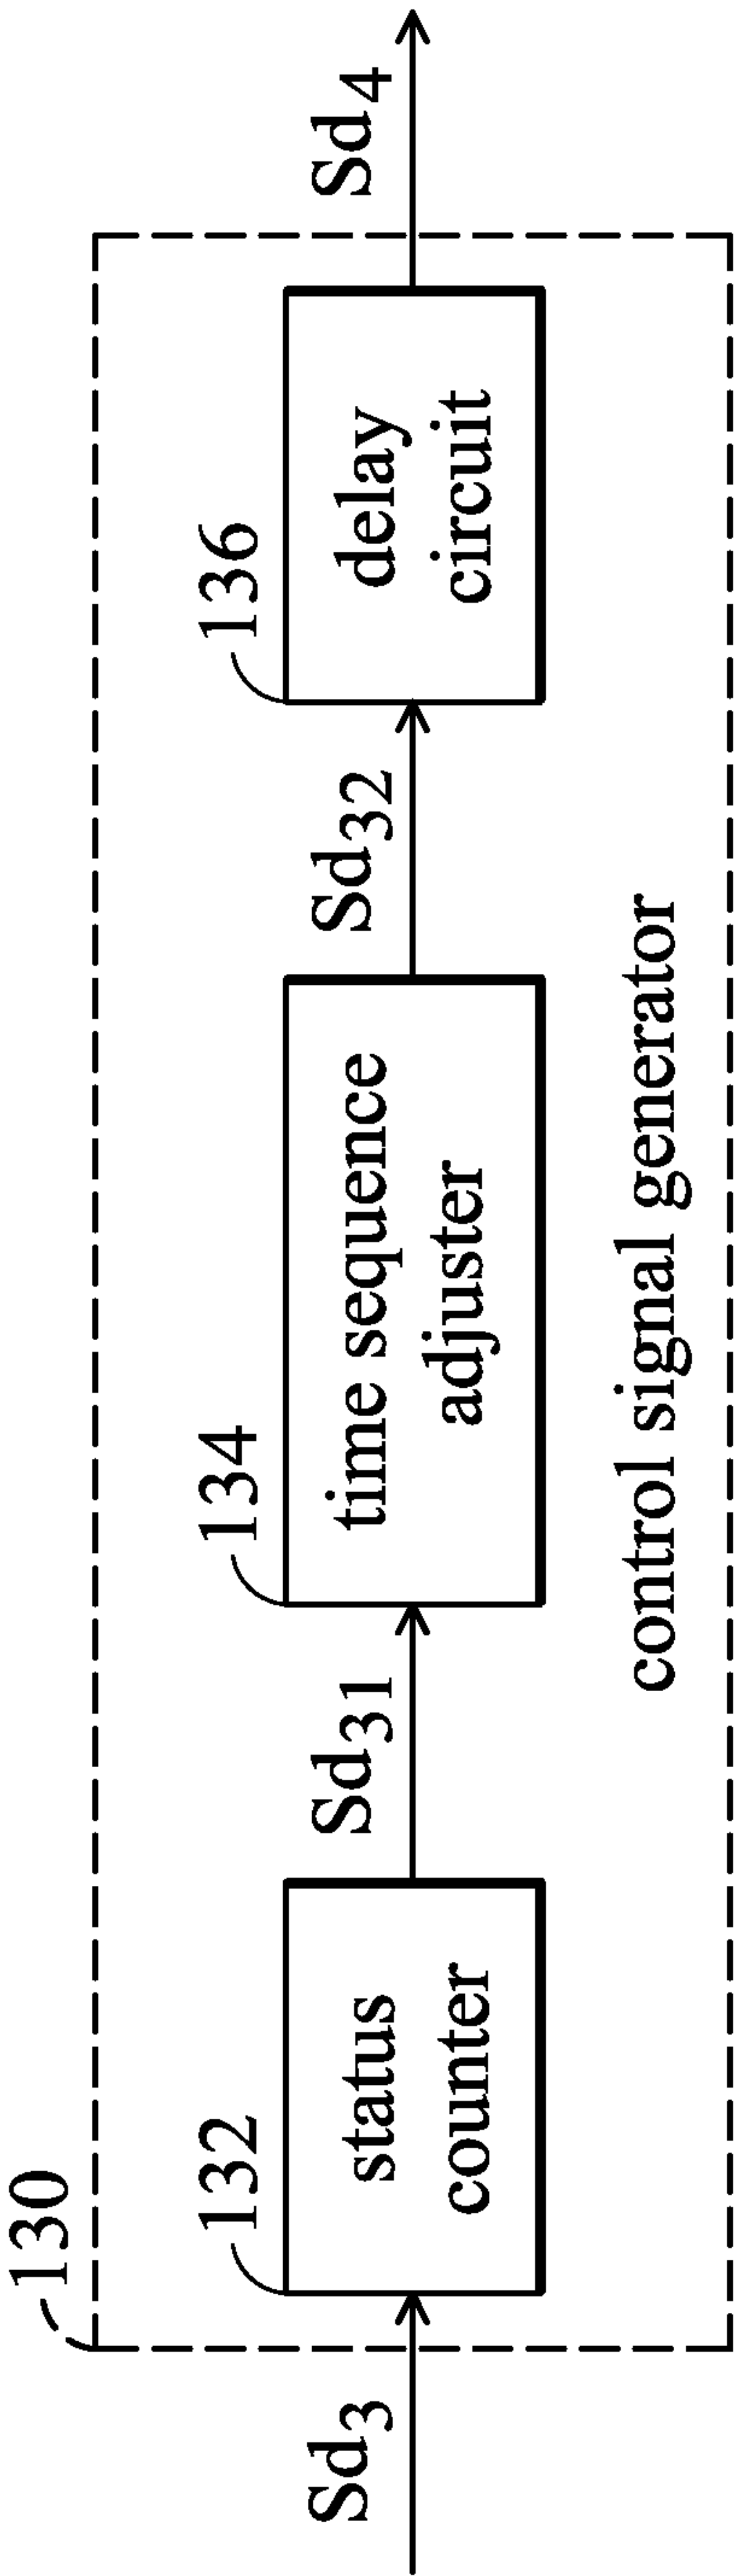 130
Sd3
132
status
counter
Sd31
134
time sequence
adjuster
Sd32
136
delay
circuit
Sd4
control signal generator